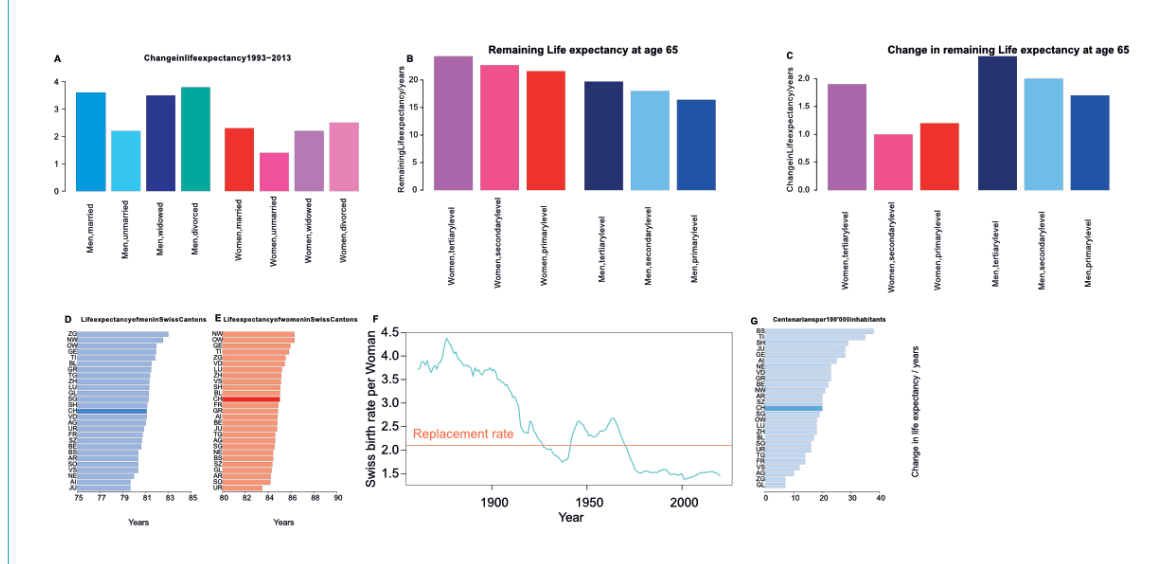 A
Changeinlifeexpectancy1993−2013
4
3
2
1
0
Men,married
Men,unmarried
Men,widowed
Men,divorced
Women,married
Women,unmarried
Women,widowed
Women,divorced
B
Remaining Life expectancy at age 65
RemainingLifeexpectancy/years
20
15
10
5
0
Women,tertiarylevel
Women,secondarylevel
Women,primarylevel
Men,tertiarylevel
Men,secondarylevel
Men,primarylevel
C
Change in remaining Life expectancy at age 65
ChangeinLifeexpectancy/years
2.0
1.5
1.0
0.5
0.0
Women,tertiarylevel
Women,secondarylevel
Women,primarylevel
Men,tertiarylevel
Men,secondarylevel
Men,primarylevel
D
LifeexpectancyofmeninSwissCantons
ZG
NW
OW
GE
TI
BL
GR
TG
ZH
LU
GL
SG
SH
CH
VD
AG
UR
FR
SZ
BE
BS
AR
SO
VS
NE
AI
JU
75 77 79 81 83 85
Years
E
LifeexpectancyofwomeninSwissCantons
NW
OW
GE
TI
ZG
VD
LU
ZH
VS
SH
BL
CH
FR
GR
AI
BE
JU
TG
AG
SG
NE
BS
SZ
GL
AR
SO
UR
80 82 84 86 88 90
Years
F
Swiss birth rate per Woman
4.5
4.0
3.5
3.0
2.5
2.0
1.5
Replacement rate
1900 1950 2000
Year
G
Centenariansper100'000inhabitants
BS
TI
SH
JU
GE
AI
NE
VD
GR
BE
NW
AR
SZ
CH
SG
OW
LU
ZH
BL
SO
UR
TG
FR
VS
AG
ZG
GL
0 10 20 30 40
Change in life expectancy / years